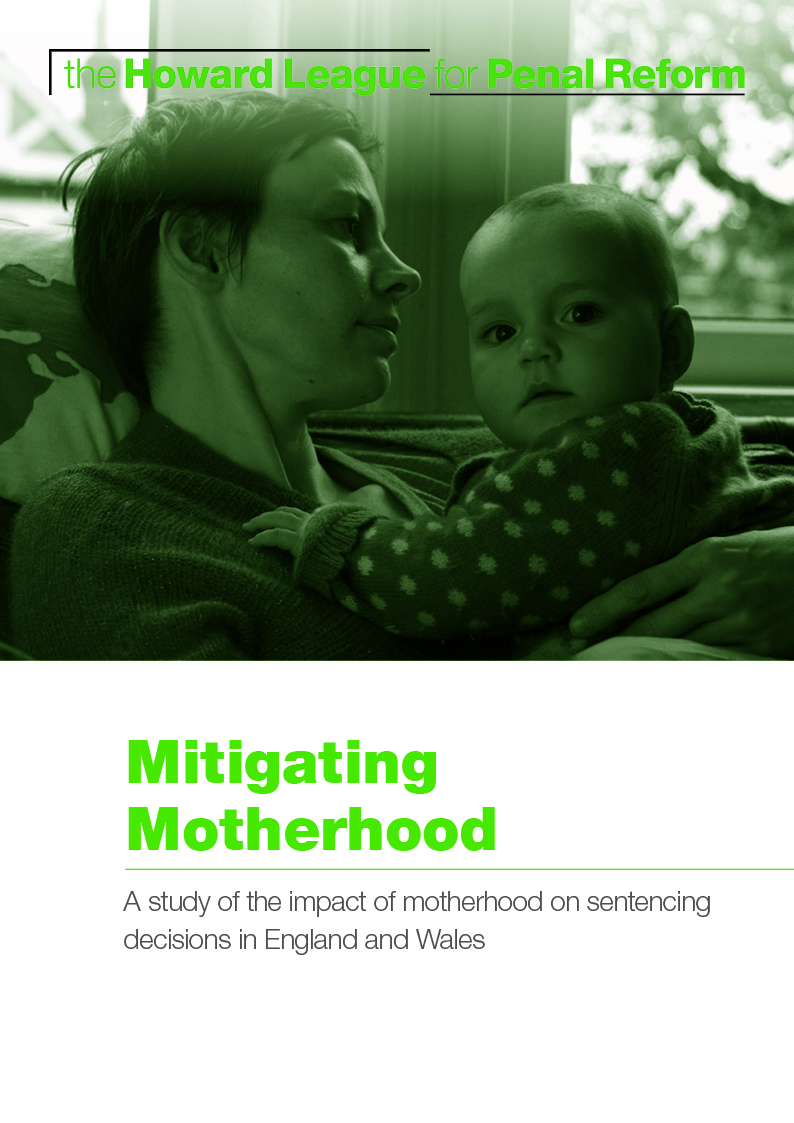 the Howard League for Penal Reform
Mitigating
Motherhood
A study of the impact of motherhood on sentencing
decisions in England and Wales